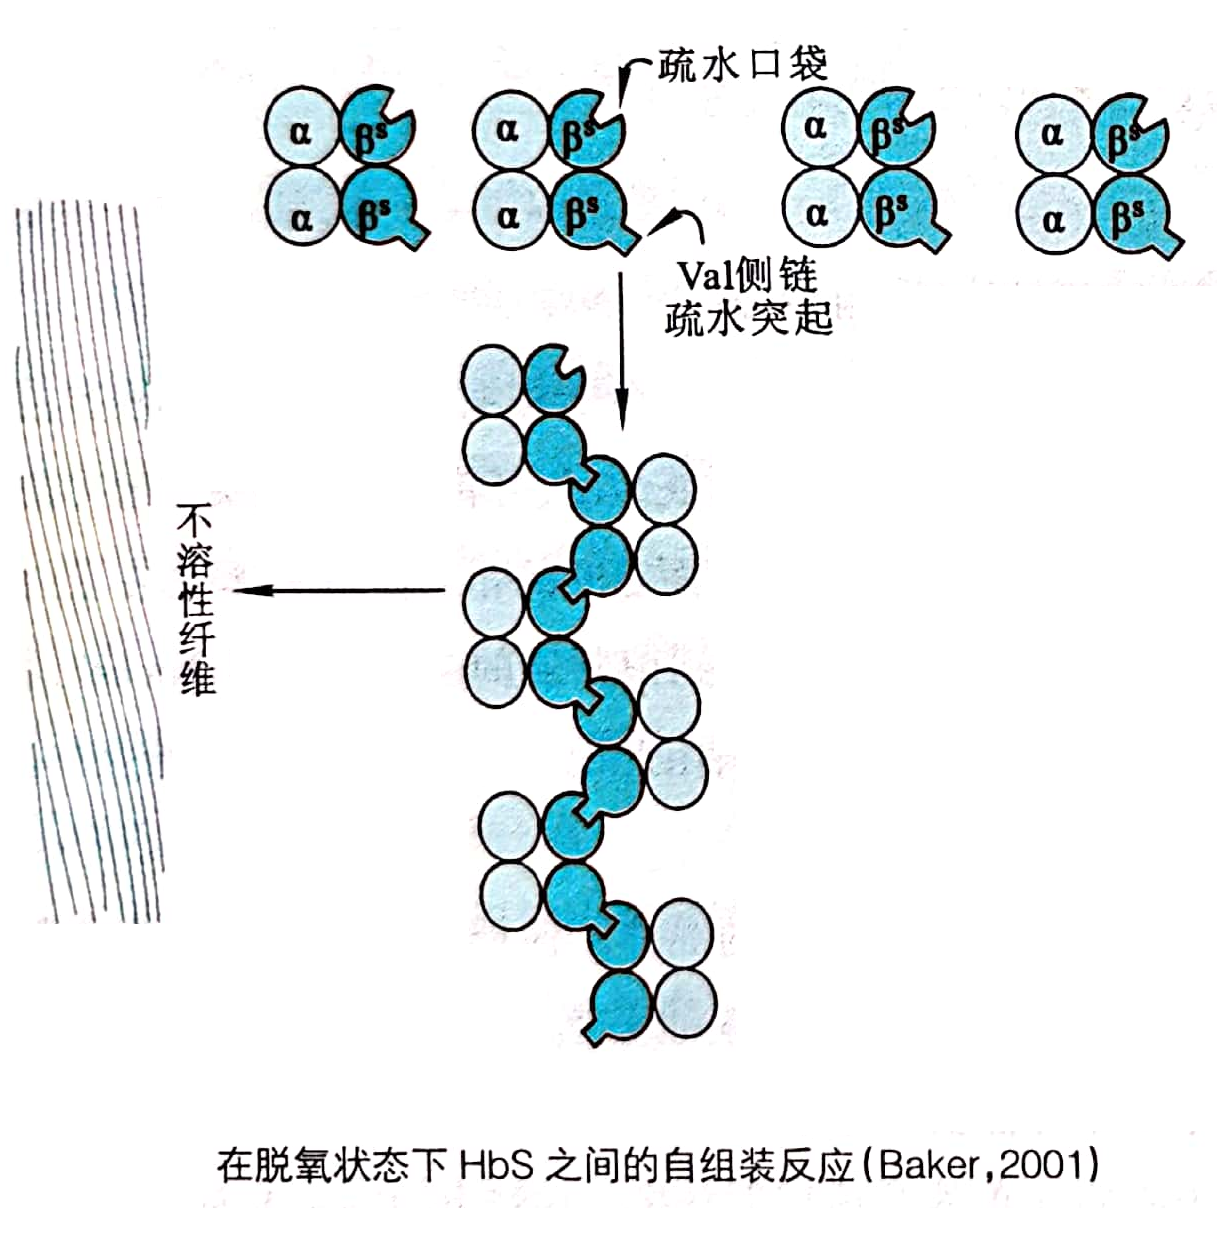 疏水口袋
α βˢ α βˢ α βˢ α βˢ
α βˢ α βˢ α βˢ α βˢ
Val侧链
疏水突起
不溶性纤维
在脱氧状态下 HbS 之间的自组装反应(Baker,2001)